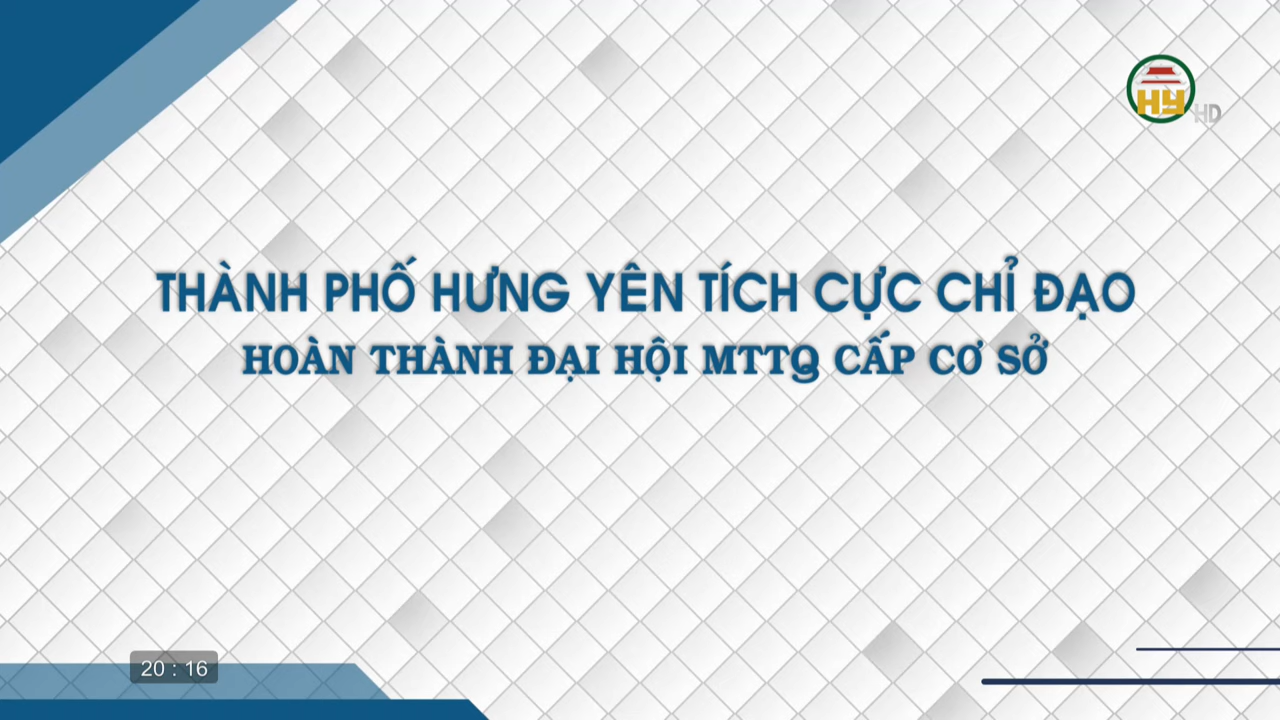 HY HD
THÀNH PHỐ HƯNG YÊN TÍCH CỰC CHỈ ĐẠO
HOÀN THÀNH ĐẠI HỘI MTTQ CẤP CƠ SỞ
20 : 16